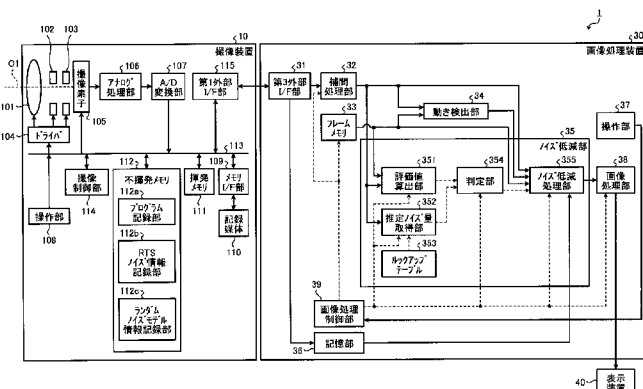 1
10
撮像装置
30
画像処理装置
102
103
O1
101
撮像素子
105
106
アナログ
処理部
107
A/D
変換部
115
第1外部
I/F部
104
ドライバ
113
114
撮像
制御部
108
操作部
112
不揮発メモリ
112a
プログラム
記録部
112b
RTS
ノイズ情報
記録部
112c
ランダム
ノイズモデル
情報記録部
111
揮発メモリ
109
メモリ
I/F部
110
記録
媒体
31
第3外部
I/F部
32
補間
処理部
33
フレーム
メモリ
34
動き検出部
35
ノイズ低減部
37
操作部
351
評価値
算出部
352
推定ノイズ量
取得部
353
ルックアップ
テーブル
354
判定部
355
ノイズ低減
処理部
38
画像
処理部
39
画像処理
制御部
36
記憶部
40
表示
装置